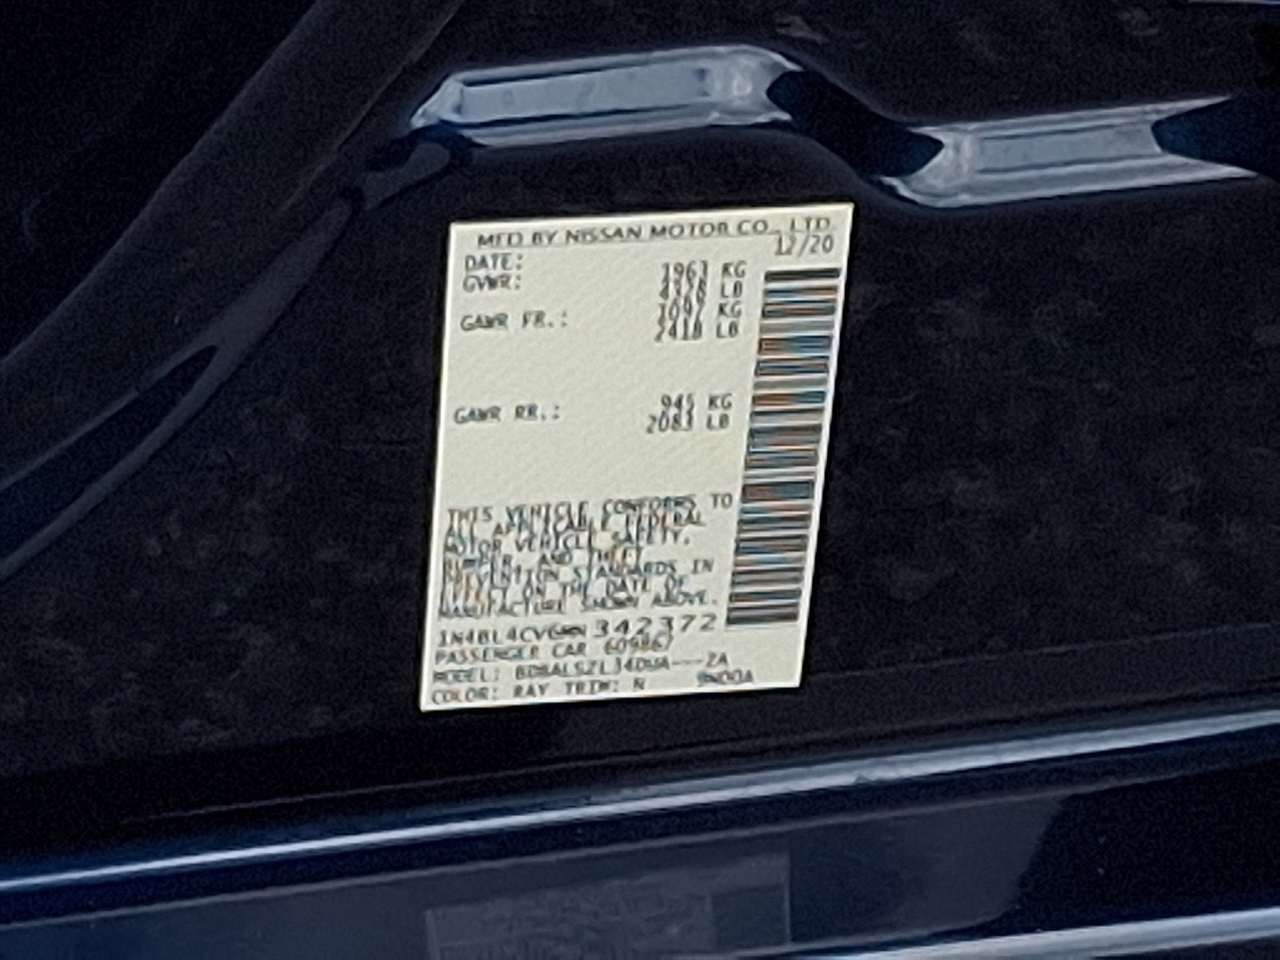 MFD BY NISSAN MOTOR CO., LTD.
DATE: 12/20
GVWR: 1963 KG
4328 LB
GAWR FR.: 1097 KG
2418 LB
GAWR RR.: 945 KG
2083 LB
THIS VEHICLE CONFORMS TO
ALL APPLICABLE FEDERAL
MOTOR VEHICLE SAFETY,
BUMPER, AND THEFT
PREVENTION STANDARDS IN
EFFECT ON THE DATE OF
MANUFACTURE SHOWN ABOVE.
342372
PASSENGER CAR 609867
MODEL:
COLOR: RAY TRIM: N